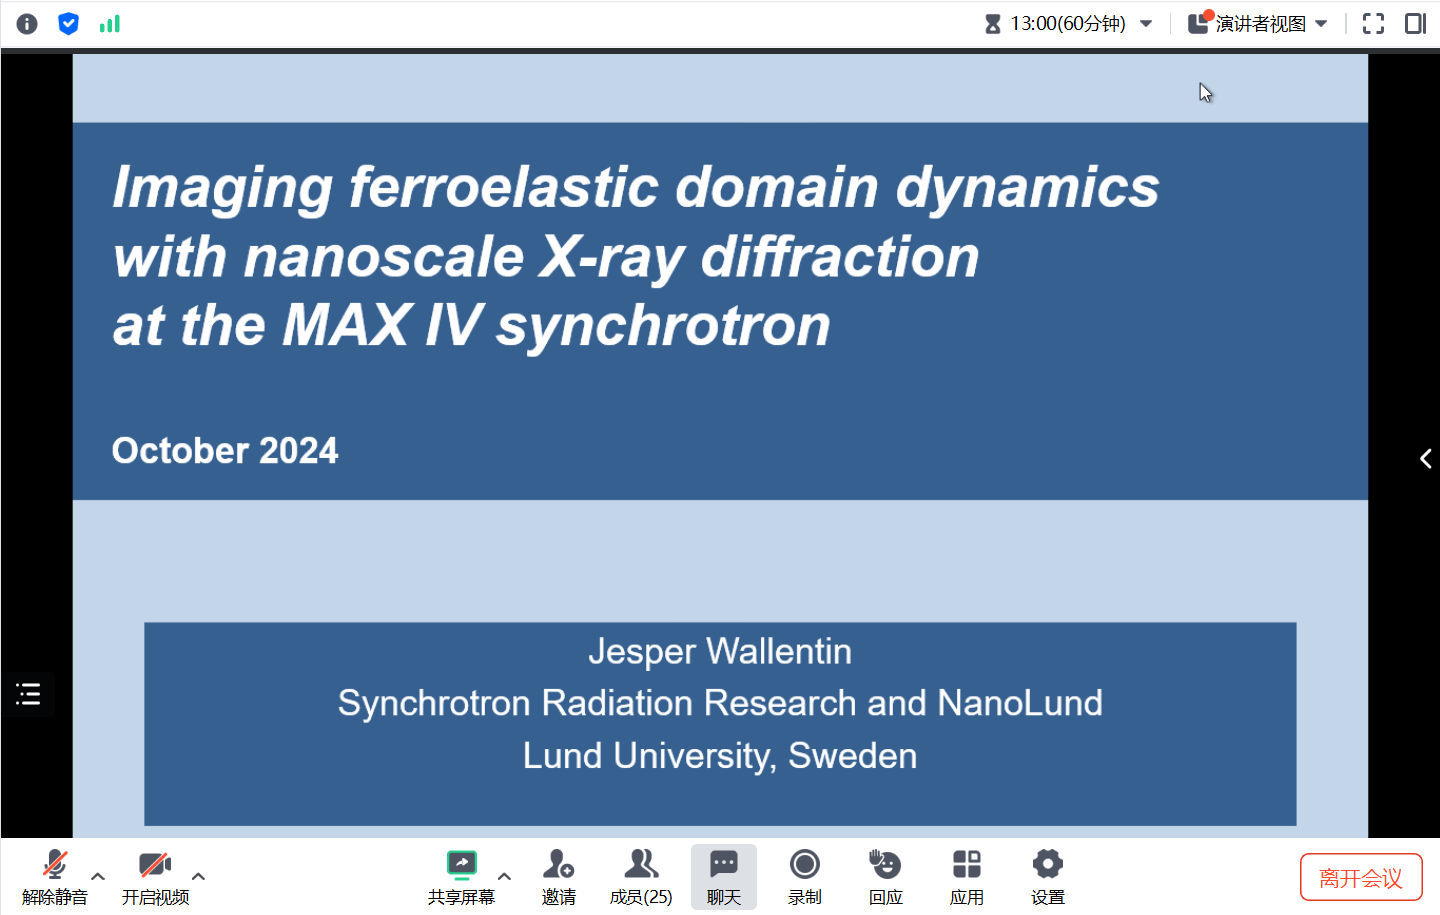 13:00(60分钟)
演讲者视图
Imaging ferroelastic domain dynamics
with nanoscale X-ray diffraction
at the MAX IV synchrotron
October 2024
Jesper Wallentin
Synchrotron Radiation Research and NanoLund
Lund University, Sweden
解除静音
开启视频
共享屏幕
邀请
成员(25)
聊天
录制
回应
应用
设置
离开会议